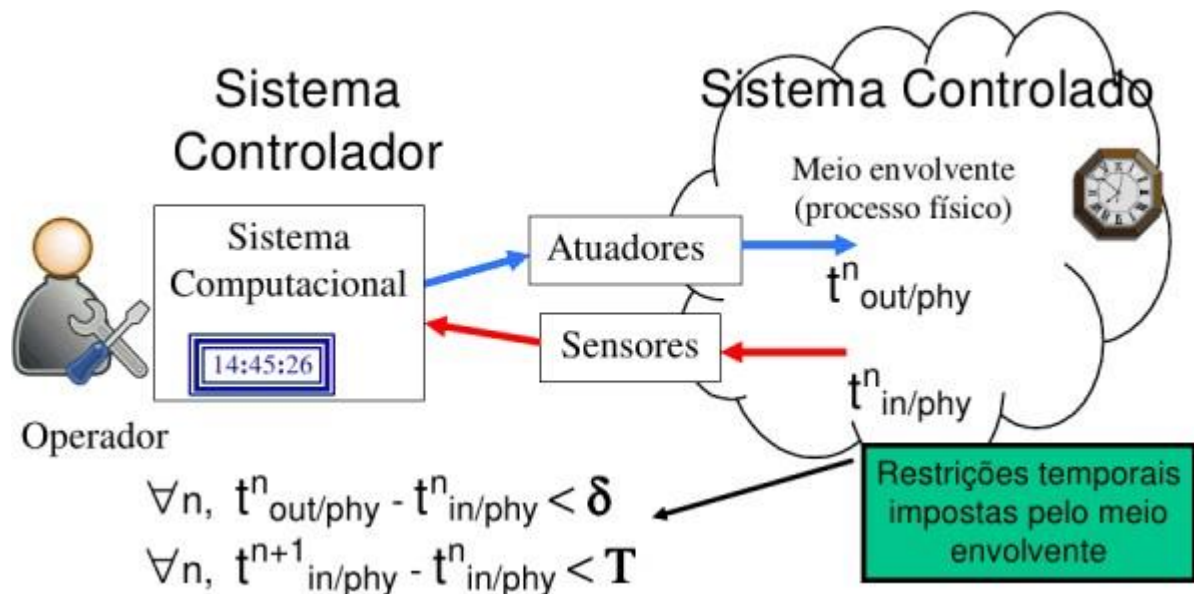 Sistema
Controlador
Sistema Controlado
Meio envolvente
(processo físico)
Sistema
Computacional
14:45:26
Atuadores
Sensores
tⁿout/phy
tⁿin/phy
Operador
∀n, tⁿout/phy - tⁿin/phy < δ
∀n, tⁿ⁺¹in/phy - tⁿin/phy < T
Restrições temporais
impostas pelo meio
envolvente